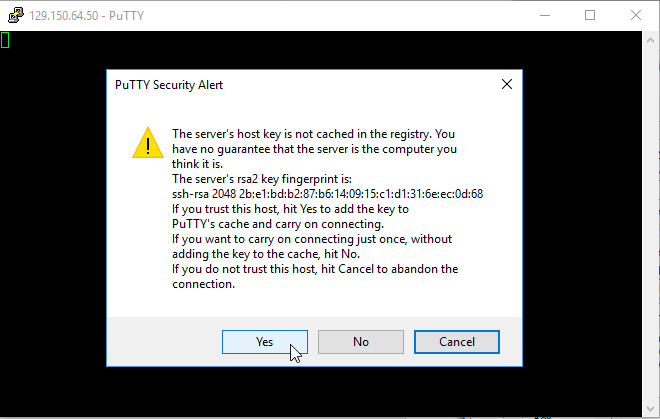 129.150.64.50 - PuTTY
PuTTY Security Alert
The server's host key is not cached in the registry. You
have no guarantee that the server is the computer you
think it is.
The server's rsa2 key fingerprint is:
ssh-rsa 2048 2b:e1:bd:b2:87:b6:14:09:15:c1:d1:31:6e:ec:0d:68
If you trust this host, hit Yes to add the key to
PuTTY's cache and carry on connecting.
If you want to carry on connecting just once, without
adding the key to the cache, hit No.
If you do not trust this host, hit Cancel to abandon the
connection.
Yes No Cancel